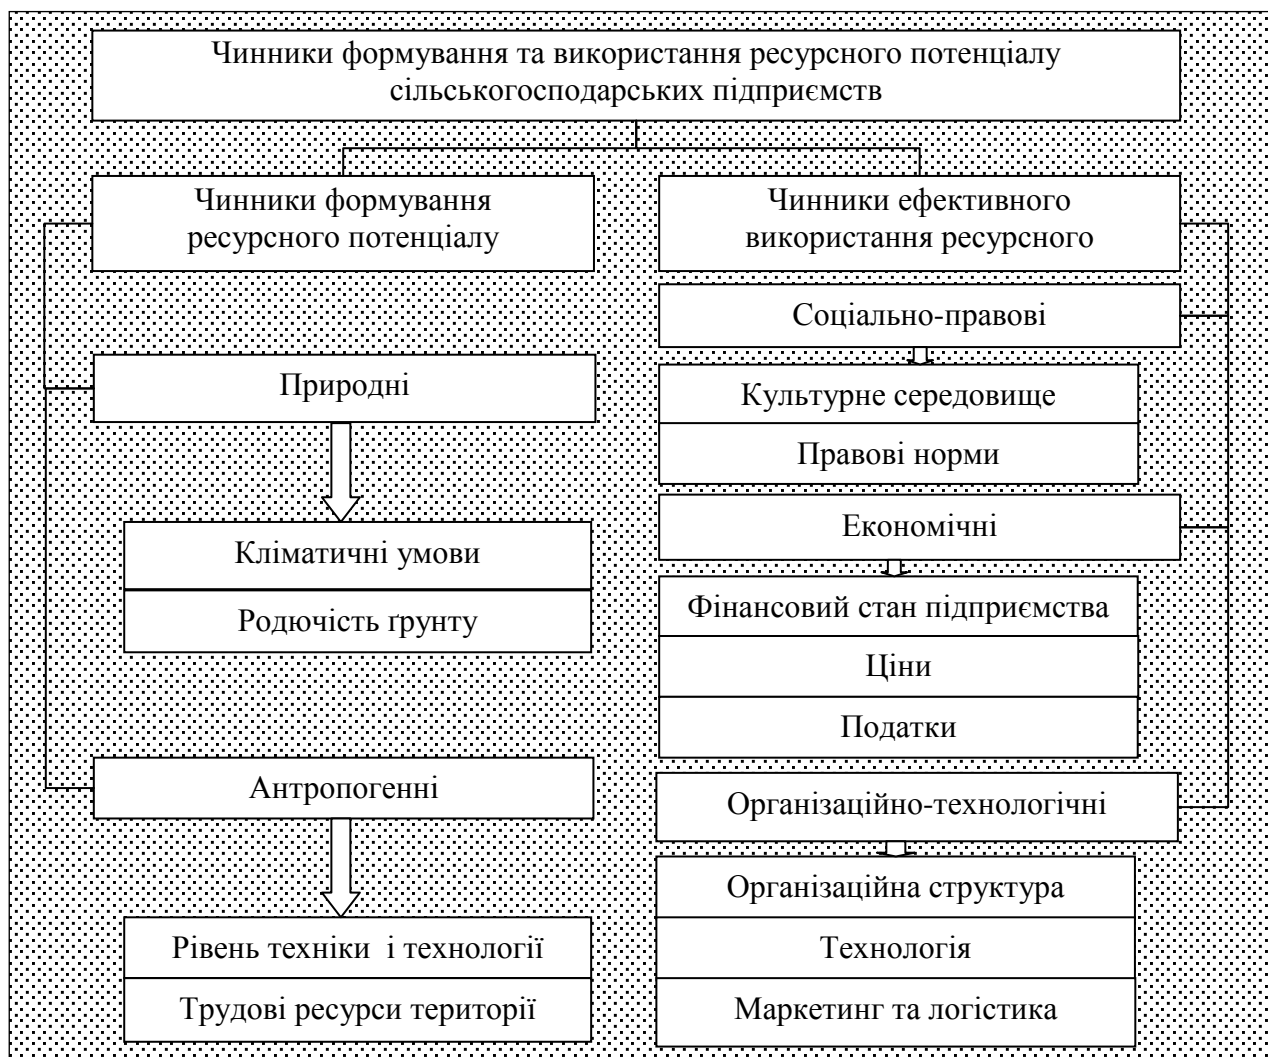 Чинники формування та використання ресурсного потенціалу
сільськогосподарських підприємств
Чинники формування
ресурсного потенціалу
Природні
Кліматичні умови
Родючість ґрунту
Антропогенні
Рівень техніки і технології
Трудові ресурси території
Чинники ефективного
використання ресурсного
Соціально-правові
Культурне середовище
Правові норми
Економічні
Фінансовий стан підприємства
Ціни
Податки
Організаційно-технологічні
Організаційна структура
Технологія
Маркетинг та логістика